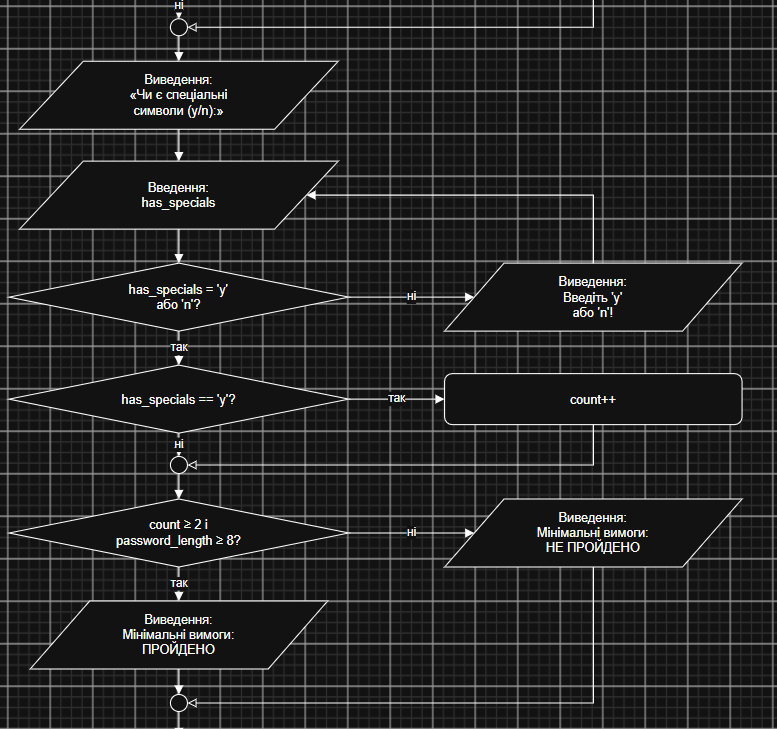 ні
Виведення:
«Чи є спеціальні
символи (y/n):»
Введення:
has_specials
has_specials = 'y'
або 'n'?
ні
Виведення:
Введіть 'y'
або 'n'!
так
has_specials == 'y'?
так
count++
ні
count ≥ 2 і
password_length ≥ 8?
ні
Виведення:
Мінімальні вимоги:
НЕ ПРОЙДЕНО
так
Виведення:
Мінімальні вимоги:
ПРОЙДЕНО